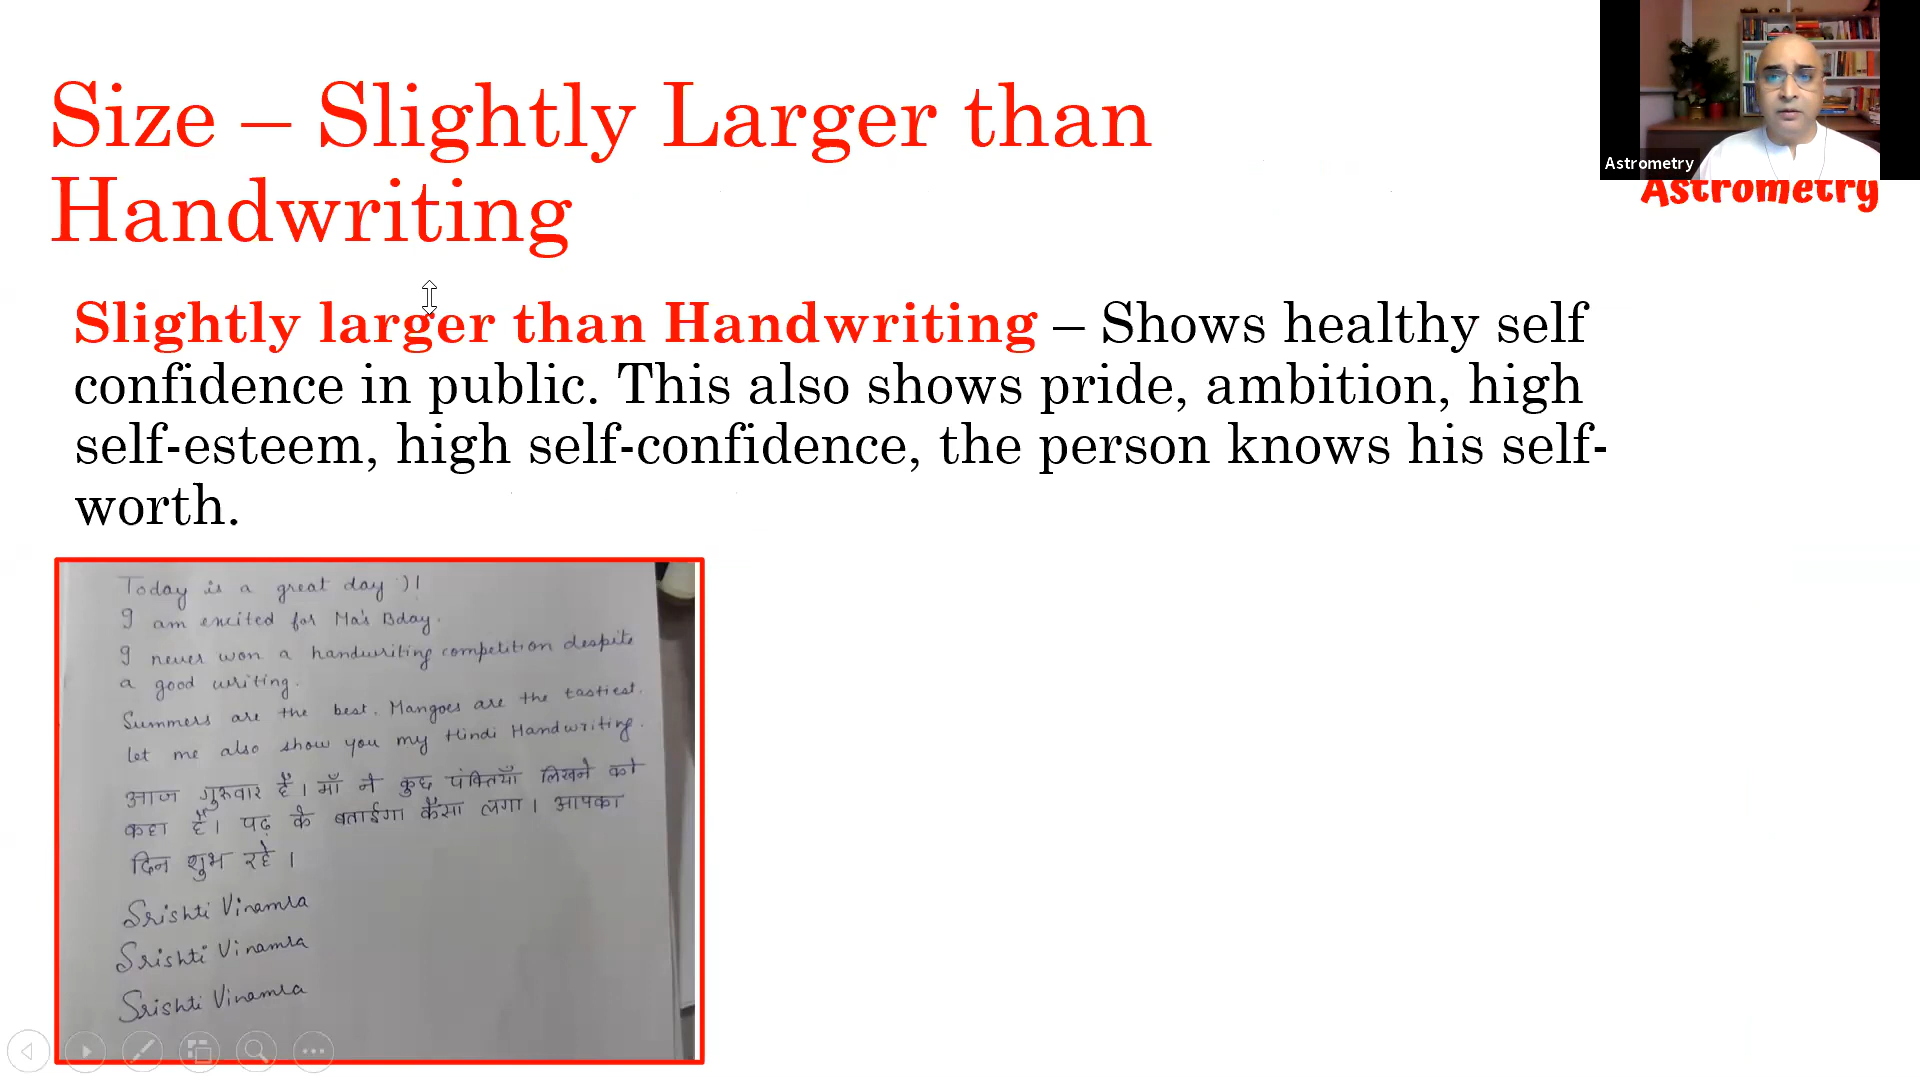 Size – Slightly Larger than
Handwriting
Astrometry
Astrometry
Slightly larger than Handwriting – Shows healthy self
confidence in public. This also shows pride, ambition, high
self-esteem, high self-confidence, the person knows his self-
worth.
Today is a great day :)!
I am excited for Ma's Bday.
I never won a handwriting competition despite
a good writing.
Summers are the best. Mangoes are the tastiest.
Let me also show you my Hindi Handwriting.
आज गुरूवार है। माँ ने कुछ पंक्तियाँ लिखने को
कहा है। पढ़ के बताईगा कैसा लगा। आपका
दिन शुभ रहे।
Srishti Vinamra
Srishti Vinamra
Srishti Vinamra